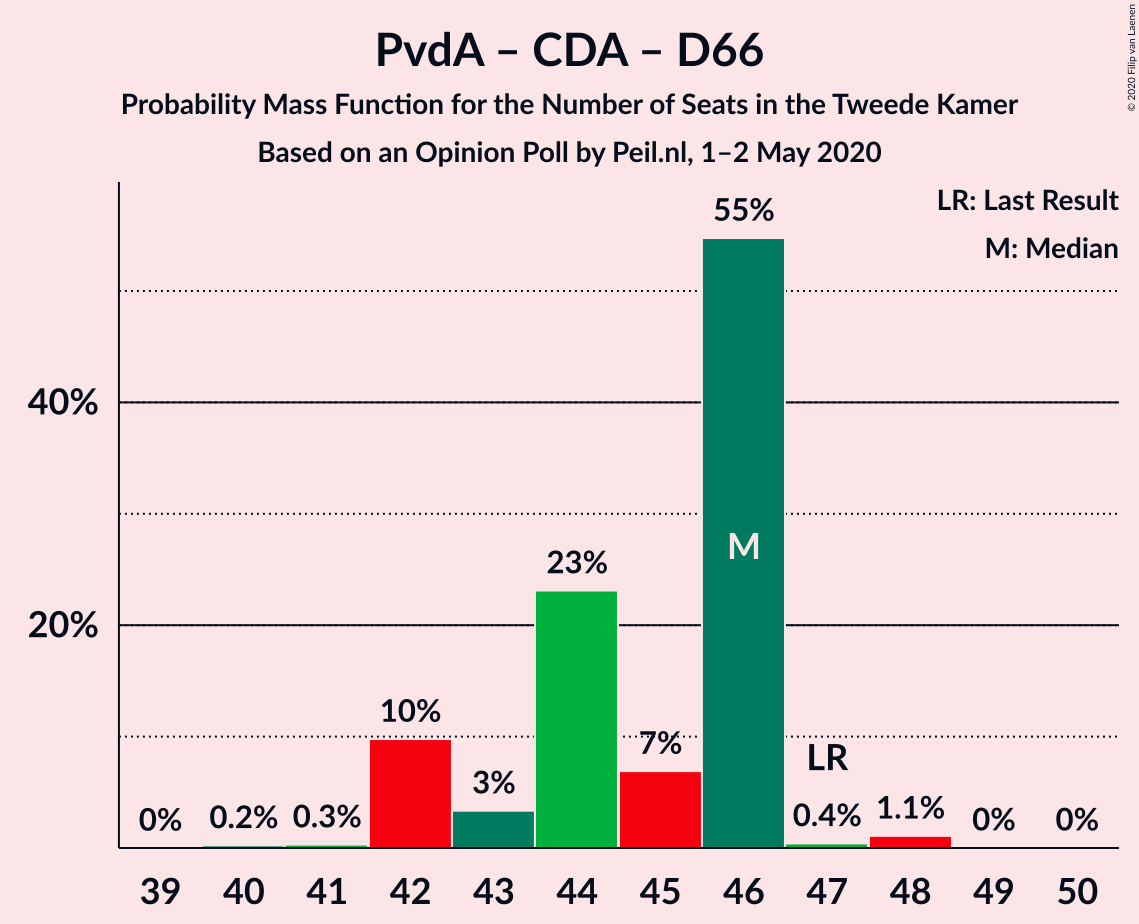 PvdA – CDA – D66
Probability Mass Function for the Number of Seats in the Tweede Kamer
Based on an Opinion Poll by Peil.nl, 1–2 May 2020
© 2020 Filip van Laenen
LR: Last Result
M: Median
55%
40%
M
23%
20%
10%
7%
LR
3%
0%
0.2%
0.3%
0.4%
1.1%
0%
0%
39 40 41 42 43 44 45 46 47 48 49 50